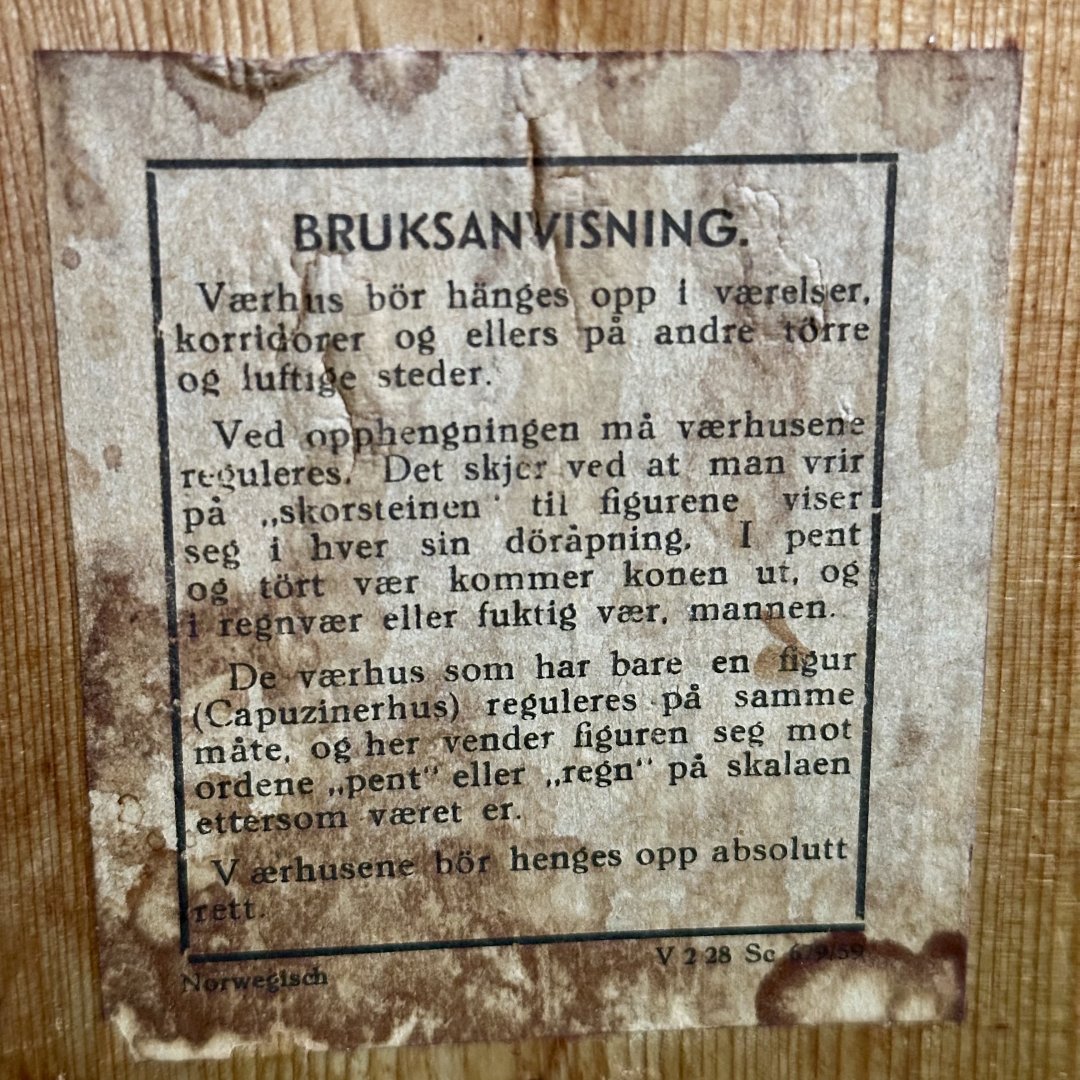 BRUKSANVISNING.
Værhus bör hänges opp i værelser,
korridorer og ellers på andre törre
og luftige steder.
Ved opphengningen må værhusene
reguleres. Det skjer ved at man vrir
på „skorsteinen“ til figurene viser
seg i hver sin döråpning. I pent
og tört vær kommer konen ut, og
i regnvær eller fuktig vær, mannen.
De værhus som har bare en figur
(Capuzinerhus) reguleres på samme
måte, og her vender figuren seg mot
ordene „pent“ eller „regn“ på skalaen
ettersom været er.
Værhusene bör henges opp absolutt
rett.
V 2 28 Sc
Norwegisch